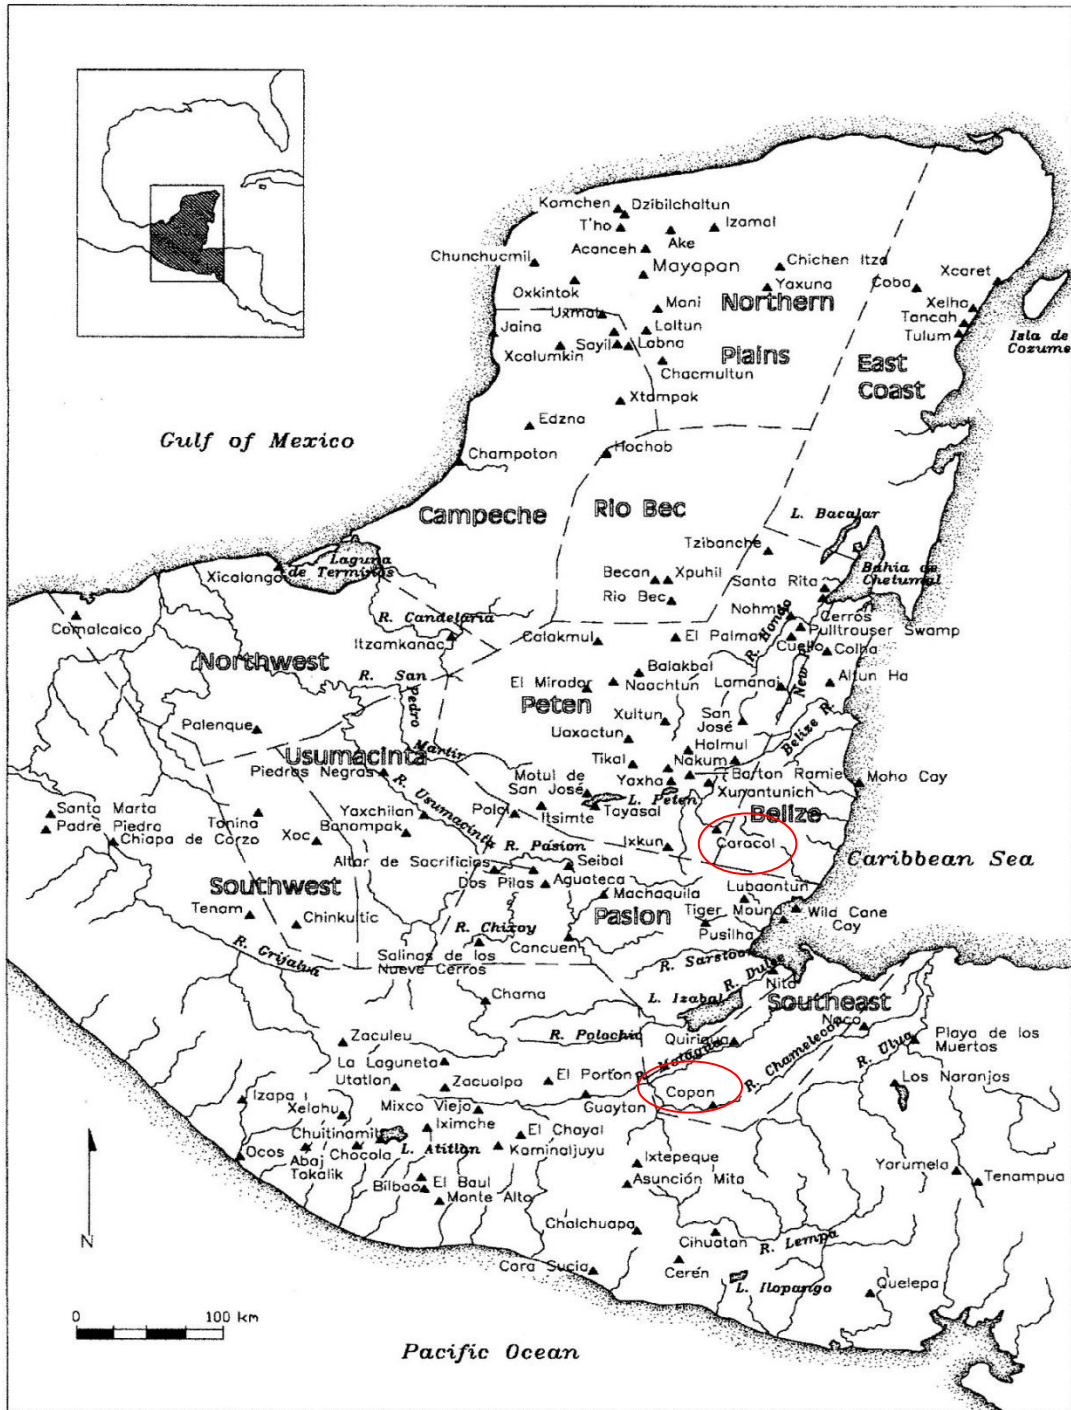 Komchen
Dzibilchaltun
T'ho
Ake
Izamal
Acanceh
Chunchucmil
Mayapan
Chichen Itza
Oxkintok
Yaxuna
Coba
Xcaret
Uxmal
Mani
Northern
Xelha
Jaina
Loltun
Tancah
Sayil
Labna
Tulum
Isla de
Cozume
Xcalumkin
Plains
Chacmultun
East
Coast
Xtampak
Edzna
Gulf of Mexico
Hochob
Champoton
Rio Bec
Campeche
L. Bacalar
Tzibanche
Laguna
de Terminos
Xicalango
Becan
Xpuhil
Santa Rita
Bahia de
Chetumal
Rio Bec
Nohmul
Cerros
Comalcalco
R. Candelaria
Itzamkanac
Calakmul
El Palmar
R. Hondo
Pulltrouser Swamp
Cuello
Colha
Northwest
R. San
Pedro
Martir
Balakbal
El Mirador
Naachtun
Lamanai
New R.
Altun Ha
Peten
Palenque
Xultun
San
José
Belize R.
Uaxactun
Holmul
Usumacinta
Tikal
Nakum
Piedras Negras
Motul de
San José
Yaxha
Barton Ramie
Moho Cay
R. Usumacinta
L. Peten
Xunantunich
Santa Marta
Tonina
Yaxchilan
Polol
Itsimte
Tayasal
Belize
Padre Piedra
Chiapa de Corzo
Xoc
Bonampak
Ixkun
Caracol
R. Pasion
Caribbean Sea
Altar de Sacrificios
Seibal
Dos Pilas
Aguateca
Southwest
Machaquila
Lubaantun
Tenam
Chinkultic
Pasion
Tiger Mound
Wild Cane
Cay
Pusilha
R. Chixoy
Cancuen
R. Grijalva
Salinas de los
Nueve Cerros
R. Sarstoon
R. Dulce
Nito
Chama
L. Izabal
Southeast
Naco
Zaculeu
R. Polochic
Quirigua
R. Motagua
R. Chamelecon
R. Ulua
Playa de los
Muertos
La Laguneta
Utatlan
Zacualpa
El Porton
Copan
Los Naranjos
Izapa
Xelahu
Mixco Viejo
Guaytan
Iximche
Chuitinamit
El Chayal
Ocos
Abaj
Takalik
Chocola
L. Atitlan
Kaminaljuyu
Ixtepeque
Yarumela
Tenampua
Bilbao
El Baul
Asunción Mita
Monte Alto
Chalchuapa
Cihuatan
R. Lempa
N
Cara Sucia
Cerén
L. Ilopango
Quelepa
0
100 km
Pacific Ocean